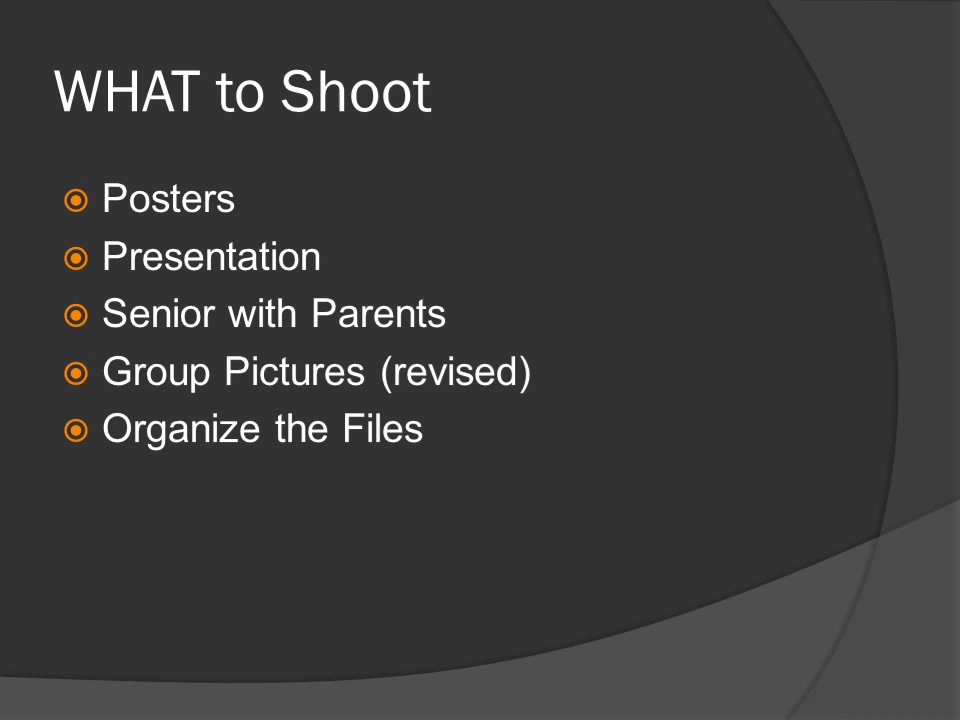 WHAT to Shoot
Posters
Presentation
Senior with Parents
Group Pictures (revised)
Organize the Files